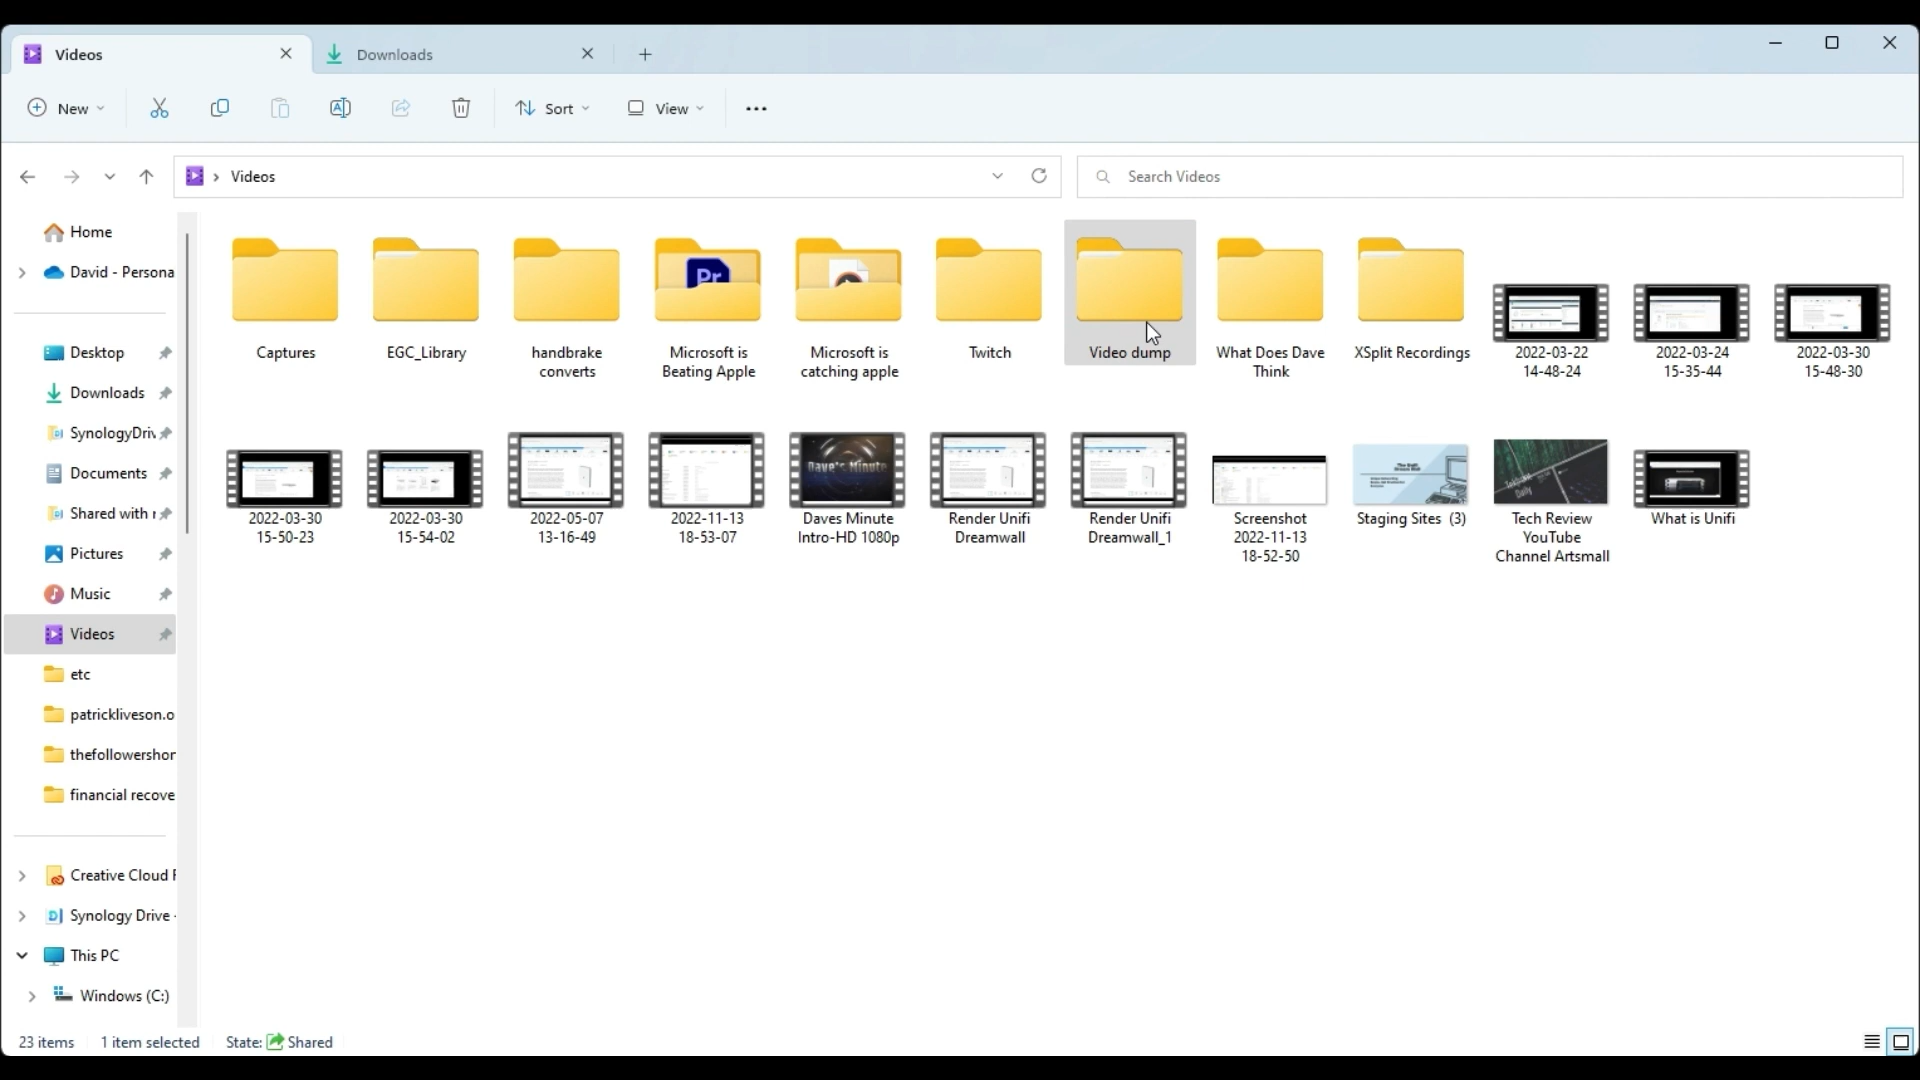 Videos
Downloads
New
Sort
View
Videos
Search Videos
Home
David - Persona
Desktop
Downloads
SynologyDriv
Documents
Shared with r
Pictures
Music
Videos
etc
patrickliveson.o
thefollowershor
financial recove
Creative Cloud F
Synology Drive -
This PC
Windows (C:)
Captures
EGC_Library
handbrake
converts
Pr
Microsoft is
Beating Apple
Microsoft is
catching apple
Twitch
Video dump
What Does Dave
Think
XSplit Recordings
2022-03-22
14-48-24
2022-03-24
15-35-44
2022-03-30
15-48-30
2022-03-30
15-50-23
2022-03-30
15-54-02
2022-05-07
13-16-49
2022-11-13
18-53-07
Dave's Minute
Daves Minute
Intro-HD 1080p
Render Unifi
Dreamwall
Render Unifi
Dreamwall_1
Screenshot
2022-11-13
18-52-50
Staging Sites (3)
Tech Review
YouTube
Channel Artsmall
What is Unifi
23 items
1 item selected
State: Shared